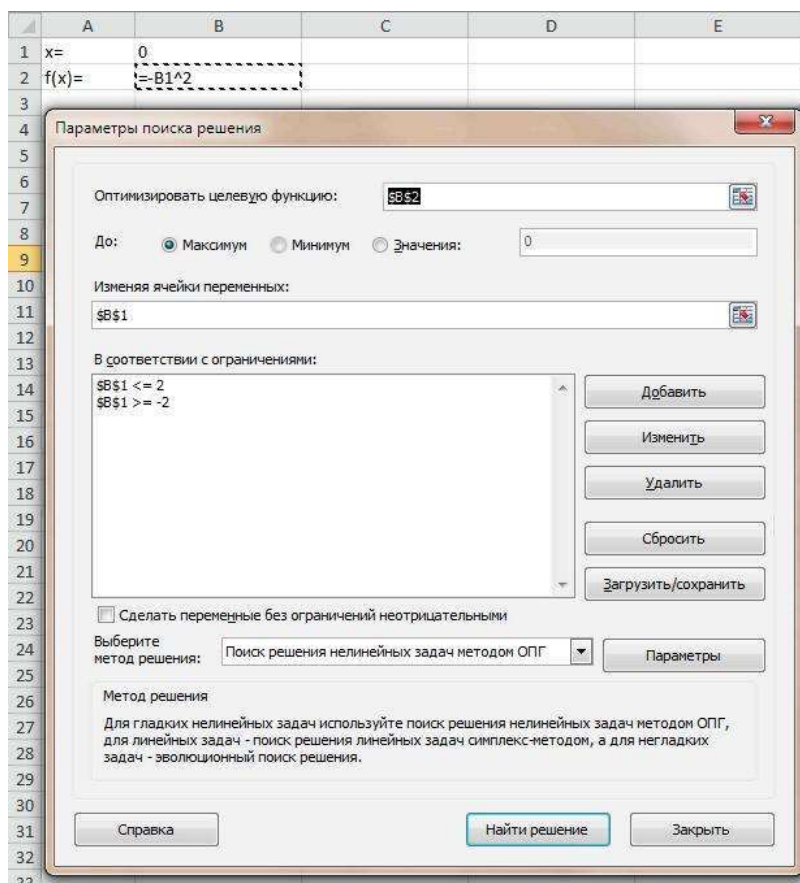 A B C D E
1 x= 0
2 f(x)= =-B1^2
3
4
Параметры поиска решения
5
6
Оптимизировать целевую функцию: $B$2
7
8
До: Максимум Минимум Значения: 0
9
10
Изменяя ячейки переменных:
11
$B$1
12
13
В соответствии с ограничениями:
14
$B$1 <= 2
$B$1 >= -2
Добавить
15
16
Изменить
17
18
Удалить
19
20
Сбросить
21
22
Загрузить/сохранить
23
Сделать переменные без ограничений неотрицательными
24
Выберите
метод решения:
Поиск решения нелинейных задач методом ОПГ
Параметры
25
26
Метод решения
27
Для гладких нелинейных задач используйте поиск решения нелинейных задач методом ОПГ,
28
для линейных задач - поиск решения линейных задач симплекс-методом, а для негладких
задач - эволюционный поиск решения.
29
30
31
Справка Найти решение Закрыть
32
33